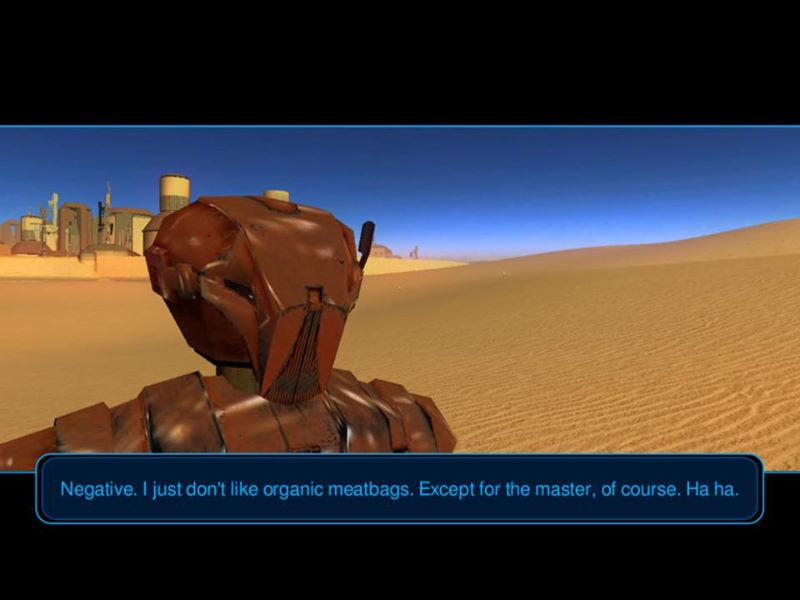 Negative. I just don't like organic meatbags. Except for the master, of course. Ha ha.